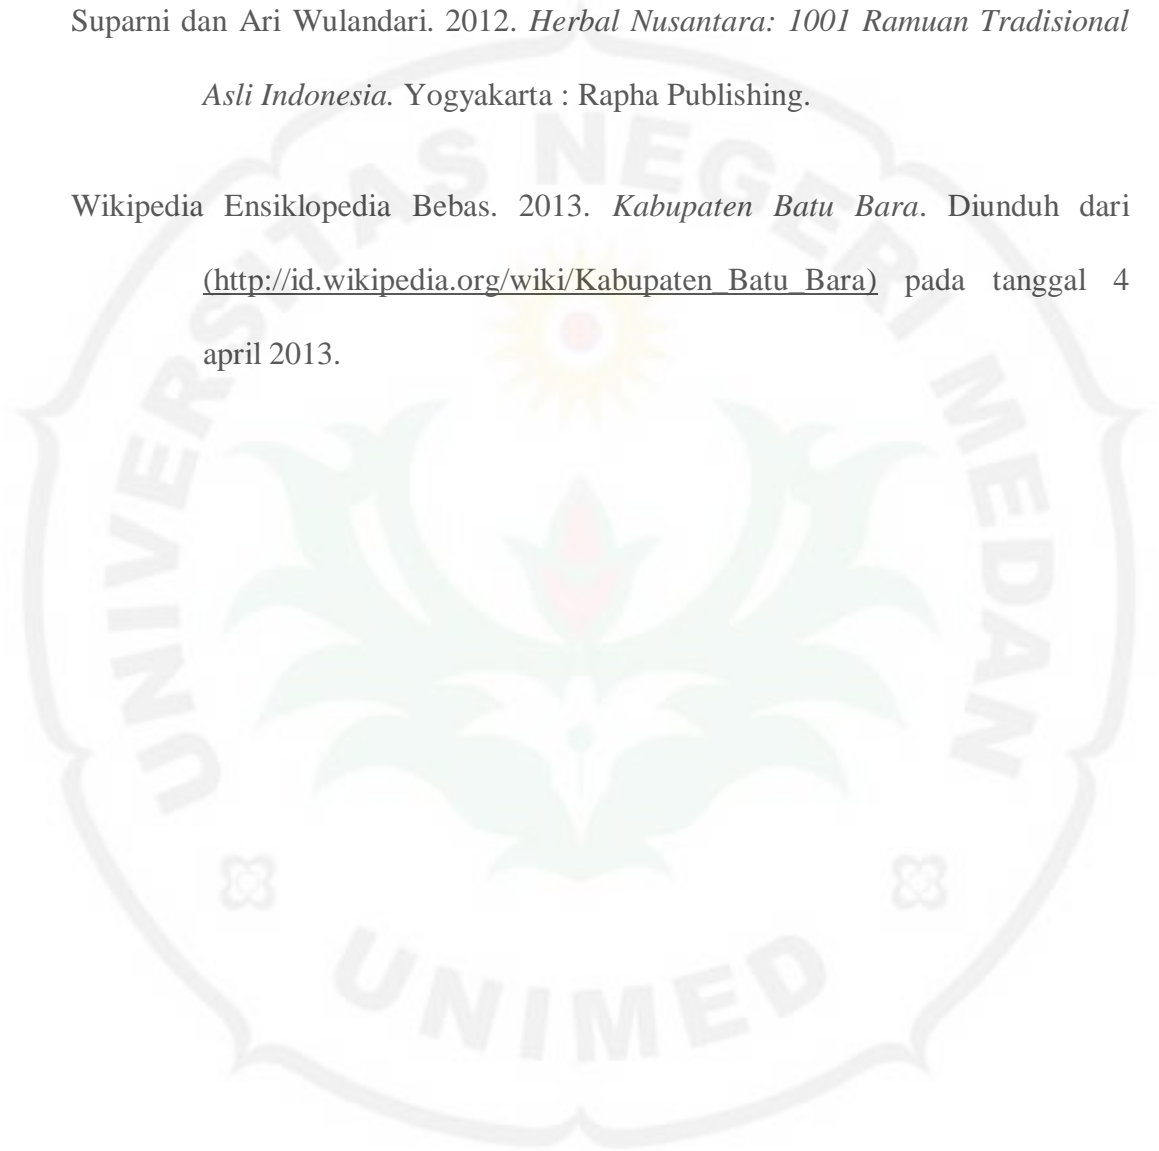 Suparni dan Ari Wulandari. 2012. Herbal Nusantara: 1001 Ramuan Tradisional
Asli Indonesia. Yogyakarta : Rapha Publishing.
Wikipedia Ensiklopedia Bebas. 2013. Kabupaten Batu Bara. Diunduh dari
(http://id.wikipedia.org/wiki/Kabupaten_Batu_Bara) pada tanggal 4
april 2013.
UNIVERSITAS NEGERI MEDAN
UNIMED